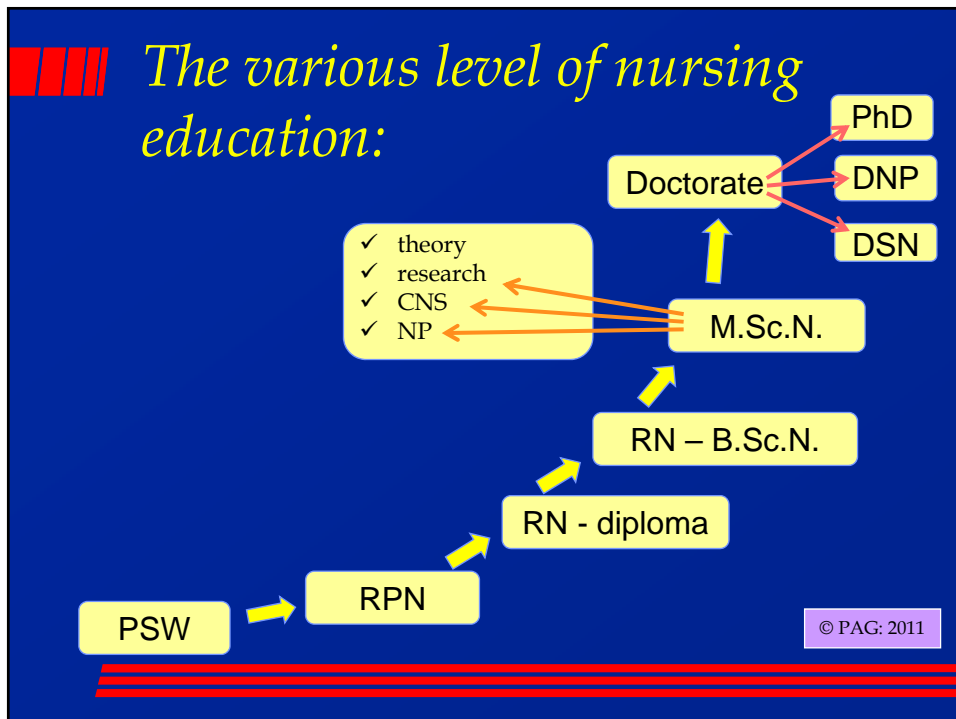 The various level of nursing
education:
PhD
Doctorate
DNP
DSN
✓ theory
✓ research
✓ CNS
✓ NP
M.Sc.N.
RN – B.Sc.N.
RN - diploma
RPN
PSW
© PAG: 2011